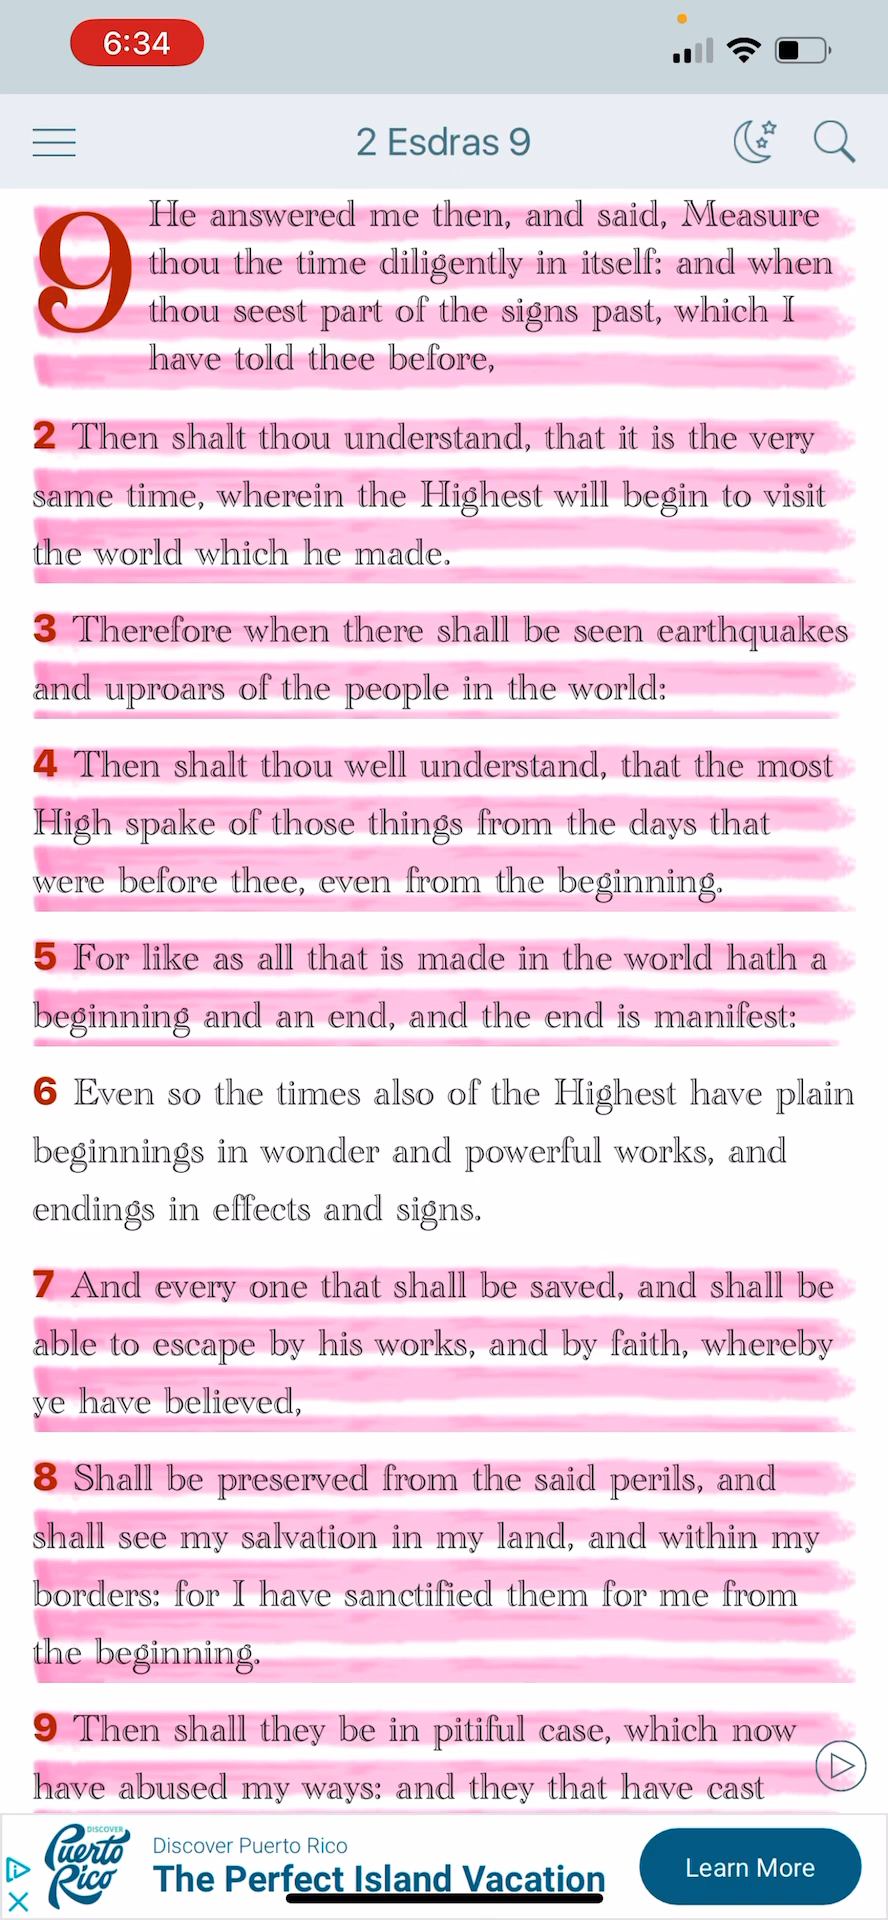 6:34
2 Esdras 9
9 He answered me then, and said, Measure
thou the time diligently in itself: and when
thou seest part of the signs past, which I
have told thee before,
2 Then shalt thou understand, that it is the very
same time, wherein the Highest will begin to visit
the world which he made.
3 Therefore when there shall be seen earthquakes
and uproars of the people in the world:
4 Then shalt thou well understand, that the most
High spake of those things from the days that
were before thee, even from the beginning.
5 For like as all that is made in the world hath a
beginning and an end, and the end is manifest:
6 Even so the times also of the Highest have plain
beginnings in wonder and powerful works, and
endings in effects and signs.
7 And every one that shall be saved, and shall be
able to escape by his works, and by faith, whereby
ye have believed,
8 Shall be preserved from the said perils, and
shall see my salvation in my land, and within my
borders: for I have sanctified them for me from
the beginning.
9 Then shall they be in pitiful case, which now
have abused my ways: and they that have cast
DISCOVER
Puerto
Rico
Discover Puerto Rico
The Perfect Island Vacation
Learn More